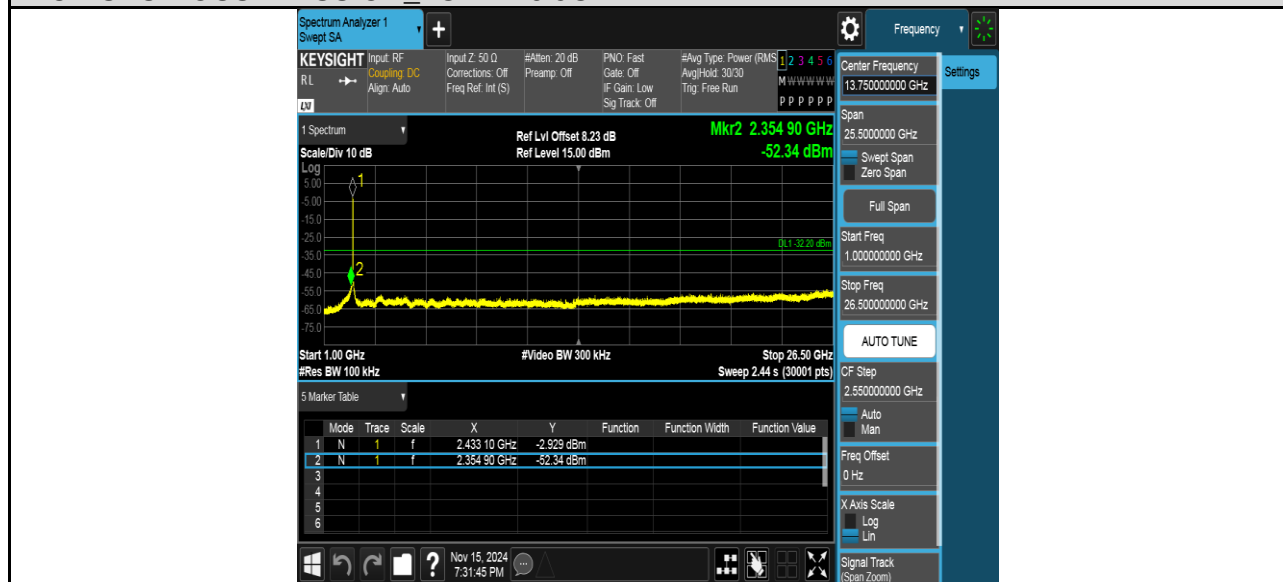 Spectrum Analyzer 1
Swept SA
+
Frequency
KEYSIGHT
RL
LXI
Input: RF
Coupling: DC
Align: Auto
Input Z: 50 Ω
Corrections: Off
Freq Ref: Int (S)
#Atten: 20 dB
Preamp: Off
PNO: Fast
Gate: Off
IF Gain: Low
Sig Track: Off
#Avg Type: Power (RMS
Avg|Hold: 30/30
Trig: Free Run
1 2 3 4 5 6
M W W W W W
P P P P P P
1 Spectrum
Scale/Div 10 dB
Ref Lvl Offset 8.23 dB
Ref Level 15.00 dBm
Mkr2 2.354 90 GHz
-52.34 dBm
Log
5.00
-5.00
-15.0
-25.0
-35.0
-45.0
-55.0
-65.0
-75.0
1
2
DL1 -32.20 dBm
Start 1.00 GHz
#Video BW 300 kHz
Stop 26.50 GHz
#Res BW 100 kHz
Sweep 2.44 s (30001 pts)
5 Marker Table
Mode Trace Scale X Y Function Function Width Function Value
1 N 1 f 2.433 10 GHz -2.929 dBm
2 N 1 f 2.354 90 GHz -52.34 dBm
3
4
5
6
?
Nov 15, 2024
7:31:45 PM
Center Frequency
13.750000000 GHz
Settings
Span
25.5000000 GHz
Swept Span
Zero Span
Full Span
Start Freq
1.000000000 GHz
Stop Freq
26.500000000 GHz
AUTO TUNE
CF Step
2.550000000 GHz
Auto
Man
Freq Offset
0 Hz
X Axis Scale
Log
Lin
Signal Track
(Span Zoom)